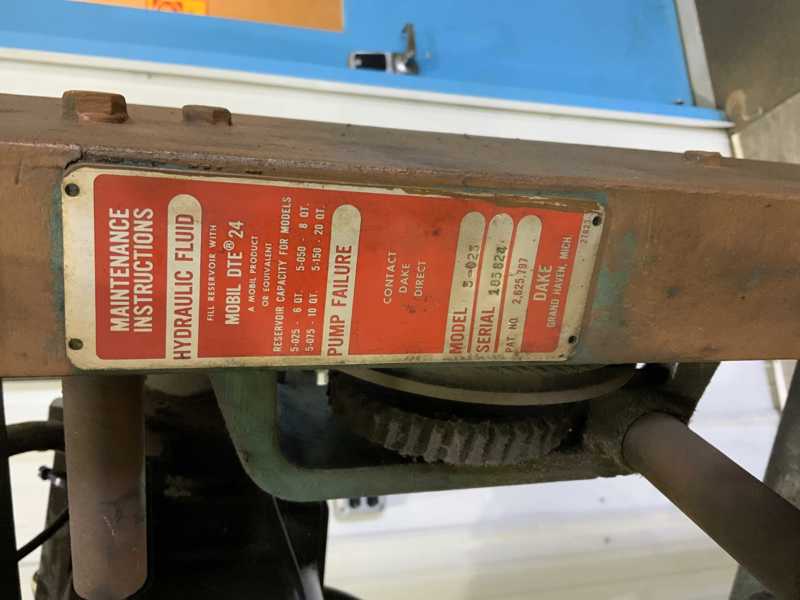 MAINTENANCE
INSTRUCTIONS
HYDRAULIC FLUID
FILL RESERVOIR WITH
MOBIL DTE® 24
A MOBIL PRODUCT
OR EQUIVALENT
RESERVOIR CAPACITY FOR MODELS
5-025 - 6 QT. 5-050 - 8 QT.
5-075 - 10 QT. 5-150 - 20 QT.
PUMP FAILURE
CONTACT
DAKE
DIRECT
MODEL 5-025
SERIAL 185824
PAT. NO. 2,625,797
DAKE
GRAND HAVEN, MICH.